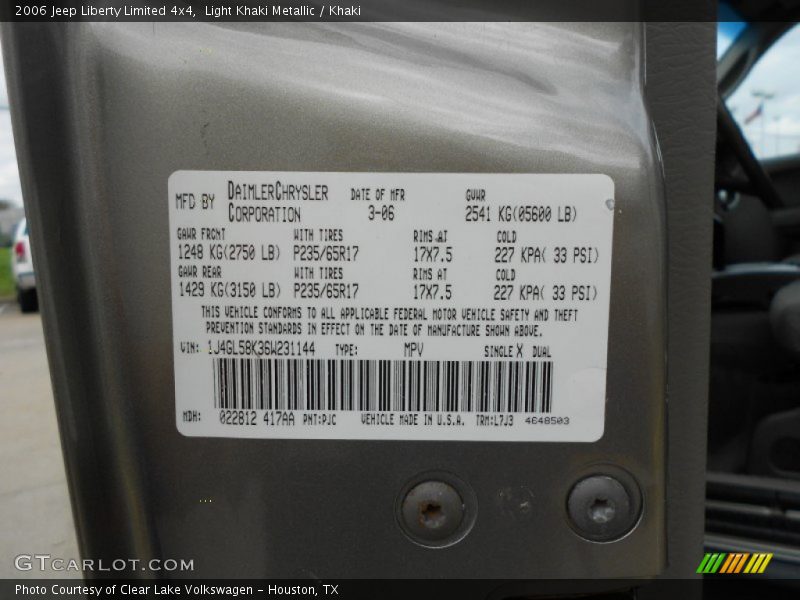 2006 Jeep Liberty Limited 4x4,  Light Khaki Metallic / Khaki
MFD BY DAIMLERCHRYSLER CORPORATION DATE OF MFR 3-06 GVWR 2541 KG(05600 LB)
GAWR FRONT WITH TIRES RIMS AT COLD
1248 KG(2750 LB) P235/65R17 17X7.5 227 KPA( 33 PSI)
GAWR REAR WITH TIRES RIMS AT COLD
1429 KG(3150 LB) P235/65R17 17X7.5 227 KPA( 33 PSI)
THIS VEHICLE CONFORMS TO ALL APPLICABLE FEDERAL MOTOR VEHICLE SAFETY AND THEFT
PREVENTION STANDARDS IN EFFECT ON THE DATE OF MANUFACTURE SHOWN ABOVE.
VIN: 1J4GL58K36W231144 TYPE: MPV SINGLE X DUAL
MDH: 022812 417AA PNT:PJC VEHICLE MADE IN U.S.A. TRM:L7J3 4648503
GTCARLOT.COM
Photo Courtesy of Clear Lake Volkswagen - Houston, TX